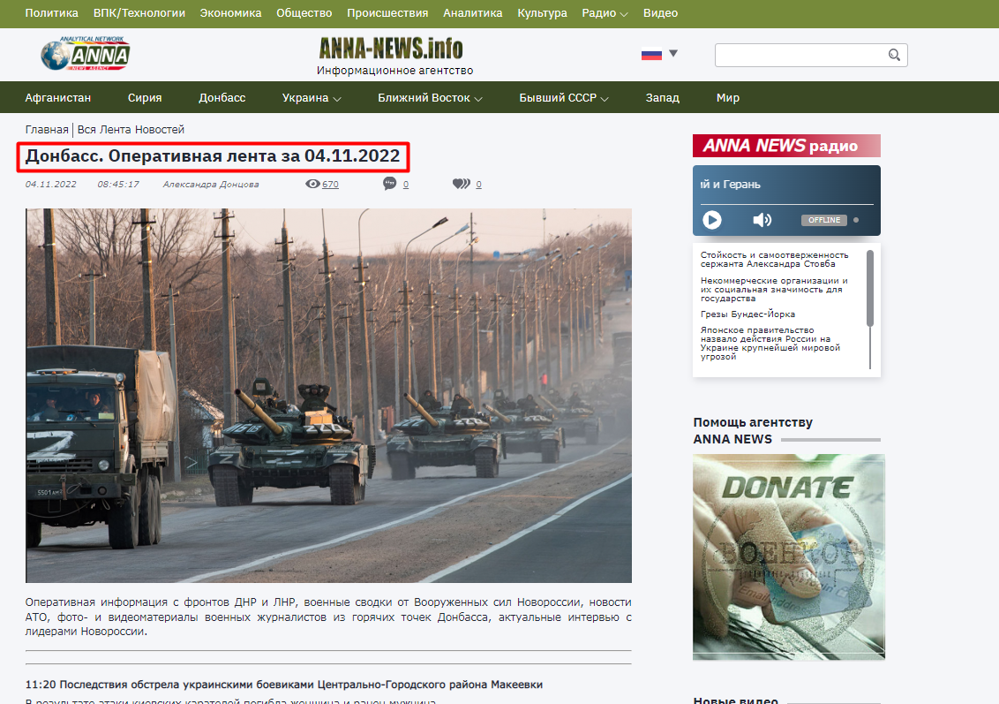 Политика ВПК/Технологии Экономика Общество Происшествия Аналитика Культура Радио Видео
ANALYTICAL NETWORK
ANNA
NEWS AGENCY
ANNA-NEWS.info
Информационное агентство
Афганистан Сирия Донбасс Украина Ближний Восток Бывший СССР Запад Мир
Главная Вся Лента Новостей
Донбасс. Оперативная лента за 04.11.2022
04.11.2022 08:45:17 Александра Донцова 670 0 0
Z
5501АМ
Z
Оперативная информация с фронтов ДНР и ЛНР, военные сводки от Вооруженных сил Новороссии, новости
АТО, фото- и видеоматериалы военных журналистов из горячих точек Донбасса, актуальные интервью с
лидерами Новороссии.
11:20 Последствия обстрела украинскими боевиками Центрально-Городского района Макеевки
В результате атаки киевских карателей погибла женщина и ранен мужчина
ANNA NEWS радио
ий и Герань
OFFLINE
Стойкость и самоотверженность
сержанта Александра Стовба
Некоммерческие организации и
их социальная значимость для
государства
Грезы Бундес-Йорка
Японское правительство
назвало действия России на
Украине крупнейшей мировой
угрозой
Помощь агентству
ANNA NEWS
DONATE
ВОЕНКОР
Новые видео